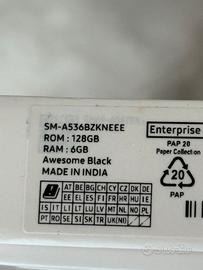 SM-A536BZKNEEE
ROM : 128GB
RAM : 6GB
Awesome Black
MADE IN INDIA
Enterprise
PAP 20
Paper Collection
20
PAP
AT BE BG CH CY CZ DE DK
EE EL ES FI FR HR HU IE
IS IT LI LT LU LV MT NL NO PL
PT RO SE SI SK TR UK(NI)